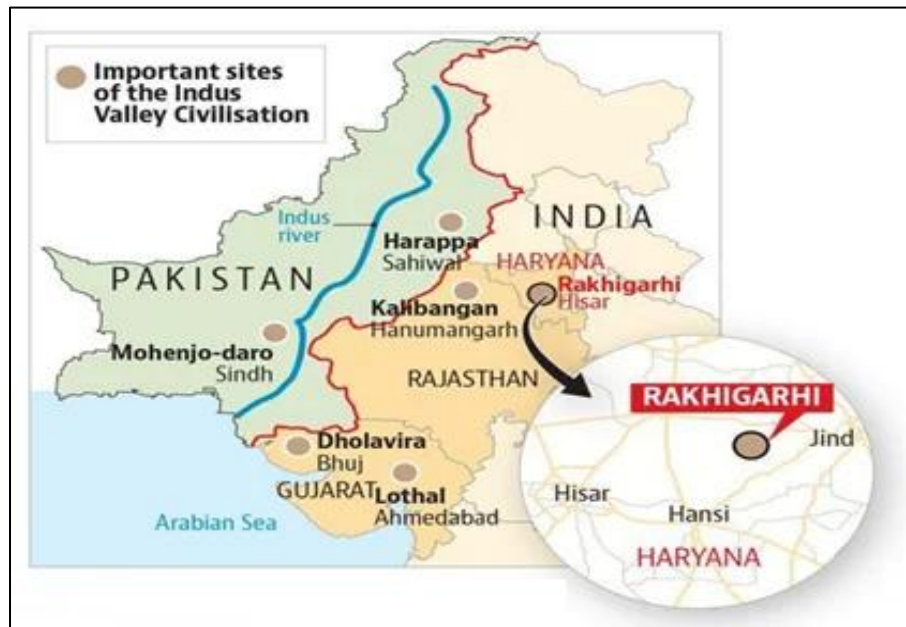 Important sites
of the Indus
Valley Civilisation
Indus
river
INDIA
Harappa
Sahiwal
HARYANA
PAKISTAN
Rakhigarhi
Hisar
Kalibangan
Hanumangarh
Mohenjo-daro
Sindh
RAJASTHAN
RAKHIGARHI
Jind
Dholavira
Bhuj
GUJARAT
Lothal
Ahmedabad
Hisar
Hansi
Arabian Sea
HARYANA